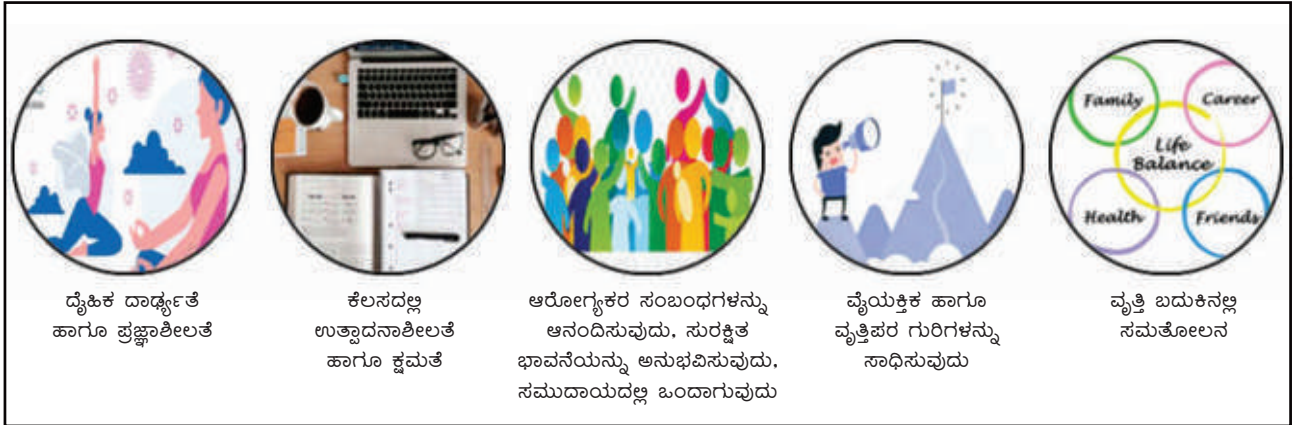 Family
Career
Life
Balance
Health
Friends
ದೈಹಿಕ ದಾರ್ಢ್ಯತೆ
ಹಾಗೂ ಪ್ರಜ್ಞಾಶೀಲತೆ
ಕೆಲಸದಲ್ಲಿ
ಉತ್ಪಾದನಾಶೀಲತೆ
ಹಾಗೂ ಕ್ಷಮತೆ
ಆರೋಗ್ಯಕರ ಸಂಬಂಧಗಳನ್ನು
ಆನಂದಿಸುವುದು, ಸುರಕ್ಷಿತ
ಭಾವನೆಯನ್ನು ಅನುಭವಿಸುವುದು,
ಸಮುದಾಯದಲ್ಲಿ ಒಂದಾಗುವುದು
ವೈಯಕ್ತಿಕ ಹಾಗೂ
ವೃತ್ತಿಪರ ಗುರಿಗಳನ್ನು
ಸಾಧಿಸುವುದು
ವೃತ್ತಿ ಬದುಕಿನಲ್ಲಿ
ಸಮತೋಲನ